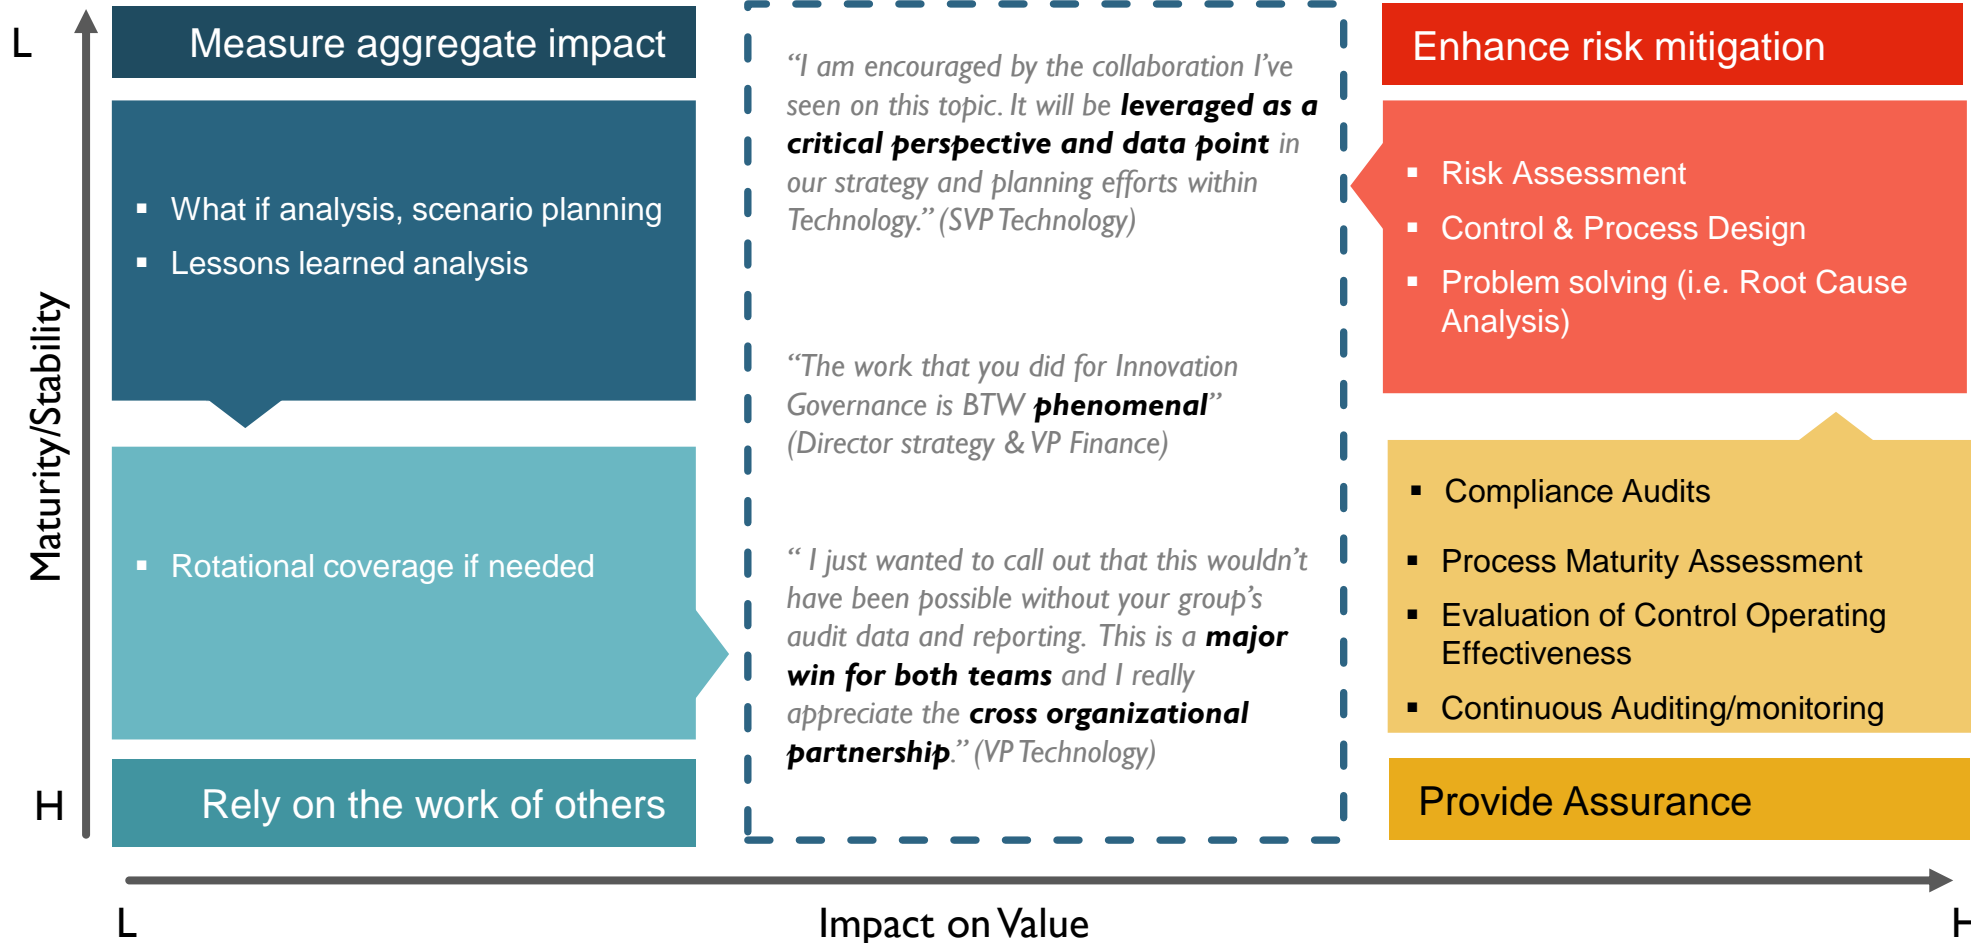 L
Measure aggregate impact
▪ What if analysis, scenario planning
▪ Lessons learned analysis
Maturity/Stability
▪ Rotational coverage if needed
H
Rely on the work of others
“I am encouraged by the collaboration I’ve
seen on this topic. It will be leveraged as a
critical perspective and data point in
our strategy and planning efforts within
Technology.” (SVP Technology)
“The work that you did for Innovation
Governance is BTW phenomenal”
(Director strategy & VP Finance)
“ I just wanted to call out that this wouldn’t
have been possible without your group’s
audit data and reporting. This is a major
win for both teams and I really
appreciate the cross organizational
partnership.” (VP Technology)
Enhance risk mitigation
▪ Risk Assessment
▪ Control & Process Design
▪ Problem solving (i.e. Root Cause
Analysis)
▪ Compliance Audits
▪ Process Maturity Assessment
▪ Evaluation of Control Operating
Effectiveness
▪ Continuous Auditing/monitoring
Provide Assurance
L
Impact on Value
H